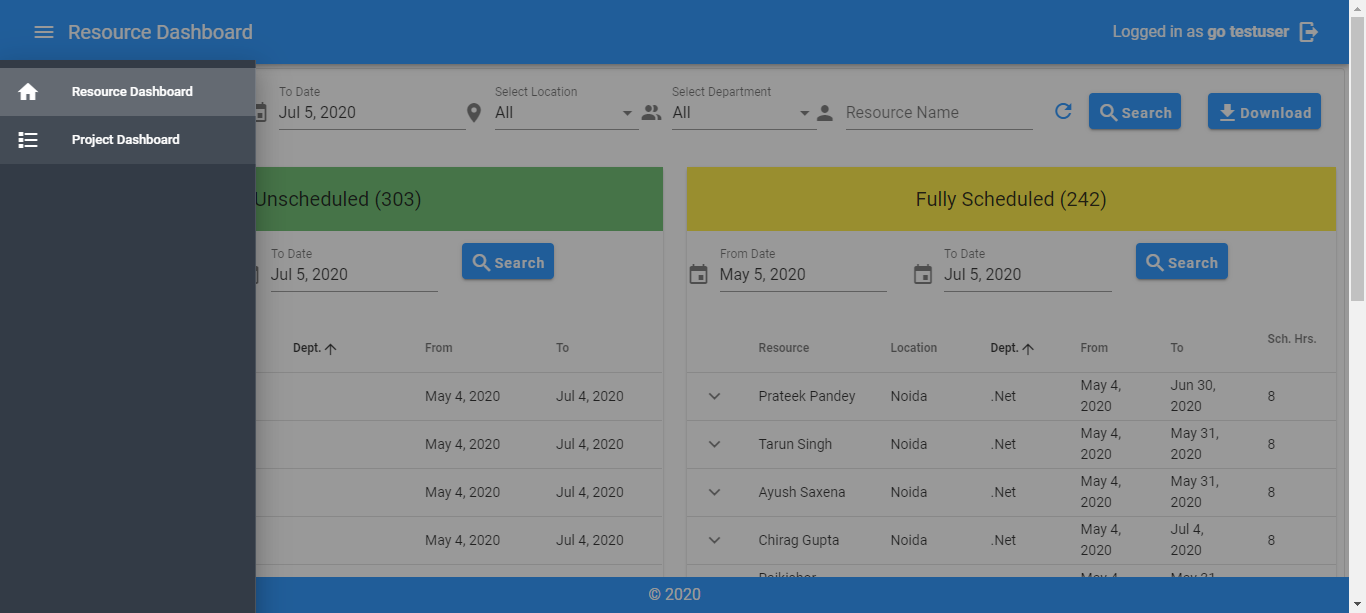 Resource Dashboard
Logged in as go testuser
Resource Dashboard
Project Dashboard
To Date
Jul 5, 2020
Select Location
All
Select Department
All
Resource Name
Search
Download
Unscheduled (303)
To Date
Jul 5, 2020
Search
Dept. From To
May 4, 2020 Jul 4, 2020
May 4, 2020 Jul 4, 2020
May 4, 2020 Jul 4, 2020
May 4, 2020 Jul 4, 2020
Fully Scheduled (242)
From Date
May 5, 2020
To Date
Jul 5, 2020
Search
Resource Location Dept. From To Sch. Hrs.
Prateek Pandey Noida .Net May 4, 2020 Jun 30, 2020 8
Tarun Singh Noida .Net May 4, 2020 May 31, 2020 8
Ayush Saxena Noida .Net May 4, 2020 May 31, 2020 8
Chirag Gupta Noida .Net May 4, 2020 Jul 4, 2020 8
May 4, May 31,
© 2020